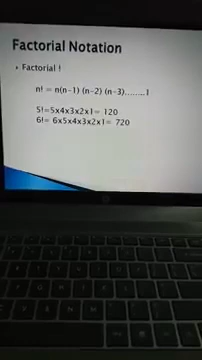 Factorial Notation
Factorial !
n! = n(n-1) (n-2) (n-3)........1
5!=5x4x3x2x1= 120
6!= 6x5x4x3x2x1= 720